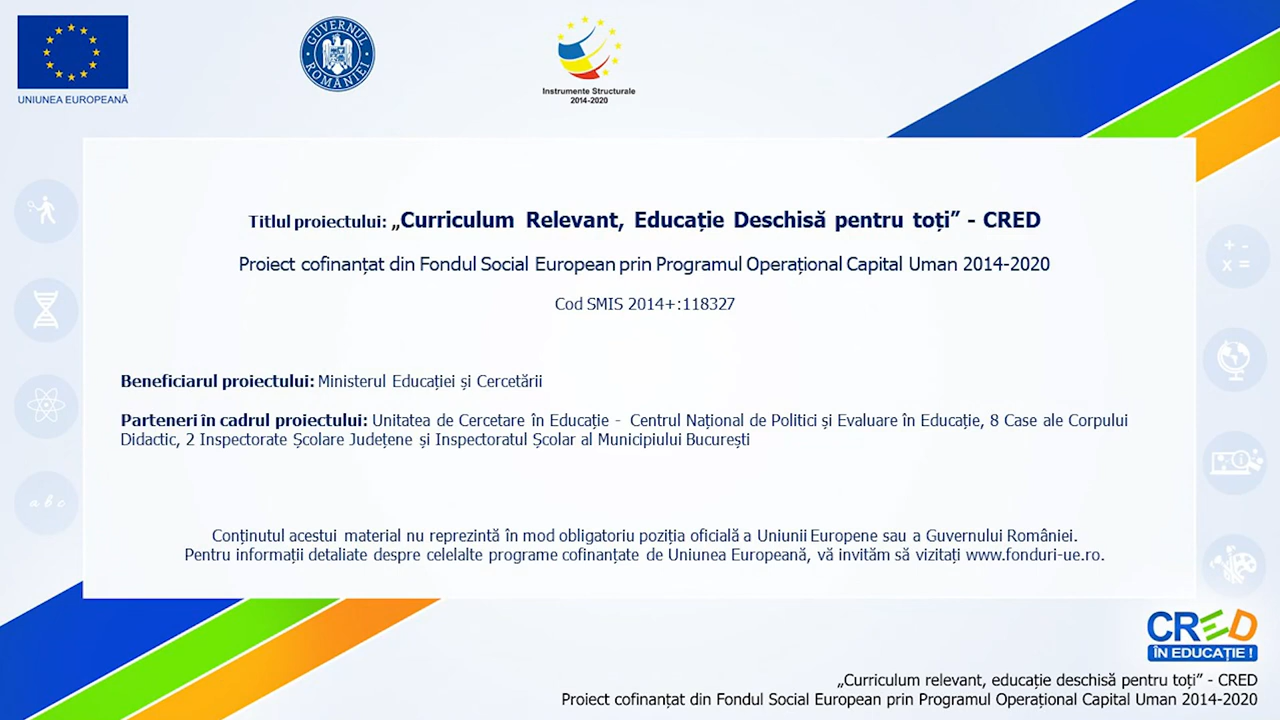 UNIUNEA EUROPEANĂ
GUVERNUL ROMÂNIEI
Instrumente Structurale
2014-2020
Titlul proiectului: „Curriculum Relevant, Educație Deschisă pentru toți” - CRED
Proiect cofinanțat din Fondul Social European prin Programul Operațional Capital Uman 2014-2020
Cod SMIS 2014+:118327
Beneficiarul proiectului: Ministerul Educației și Cercetării
Parteneri în cadrul proiectului: Unitatea de Cercetare în Educație - Centrul Național de Politici și Evaluare în Educație, 8 Case ale Corpului
Didactic, 2 Inspectorate Școlare Județene și Inspectoratul Școlar al Municipiului București
a b c
Conținutul acestui material nu reprezintă în mod obligatoriu poziția oficială a Uniunii Europene sau a Guvernului României.
Pentru informații detaliate despre celelalte programe cofinanțate de Uniunea Europeană, vă invităm să vizitați www.fonduri-ue.ro.
CRED
ÎN EDUCAȚIE !
„Curriculum relevant, educație deschisă pentru toți” - CRED
Proiect cofinanțat din Fondul Social European prin Programul Operațional Capital Uman 2014-2020